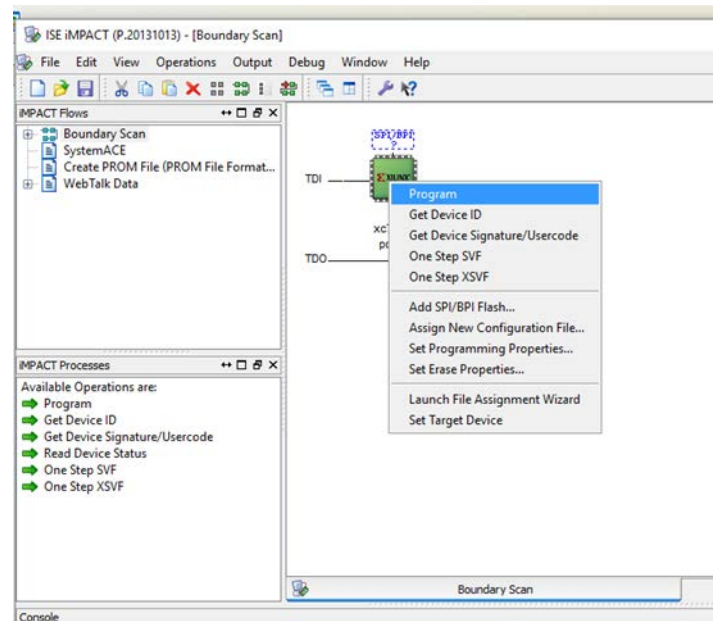 ISE iMPACT (P.20131013) - [Boundary Scan]
File Edit View Operations Output Debug Window Help
iMPACT Flows
Boundary Scan
SystemACE
Create PROM File (PROM File Format...
WebTalk Data
SPI/BPI
?
TDI
TDO
Program
Get Device ID
Get Device Signature/Usercode
One Step SVF
One Step XSVF
Add SPI/BPI Flash...
Assign New Configuration File...
Set Programming Properties...
Set Erase Properties...
Launch File Assignment Wizard
Set Target Device
iMPACT Processes
Available Operations are:
Program
Get Device ID
Get Device Signature/Usercode
Read Device Status
One Step SVF
One Step XSVF
Boundary Scan
Console